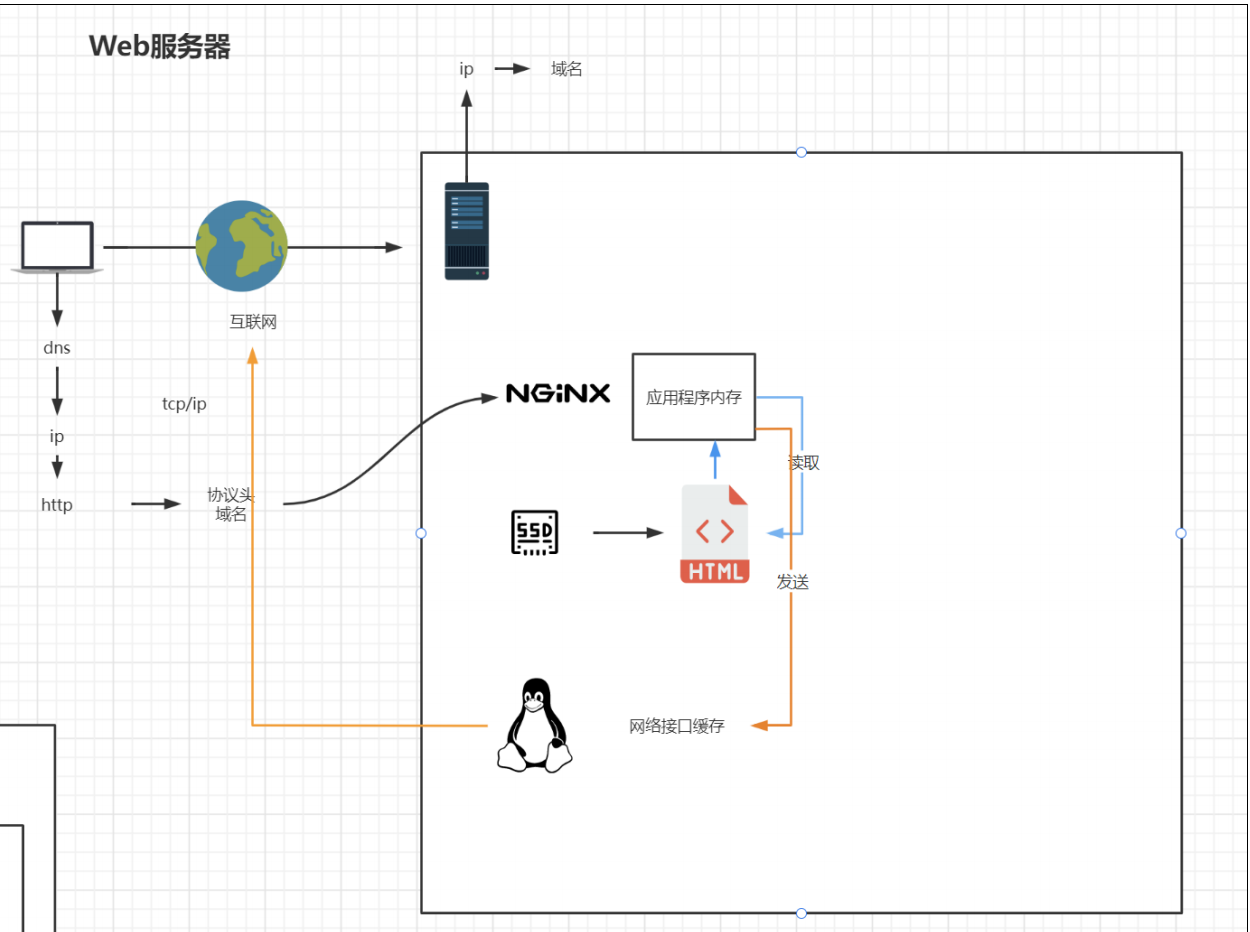 Web服务器
ip
域名
互联网
dns
tcp/ip
ip
http
协议头
域名
NGiNX
应用程序内存
读取
SSD
HTML
发送
网络接口缓存